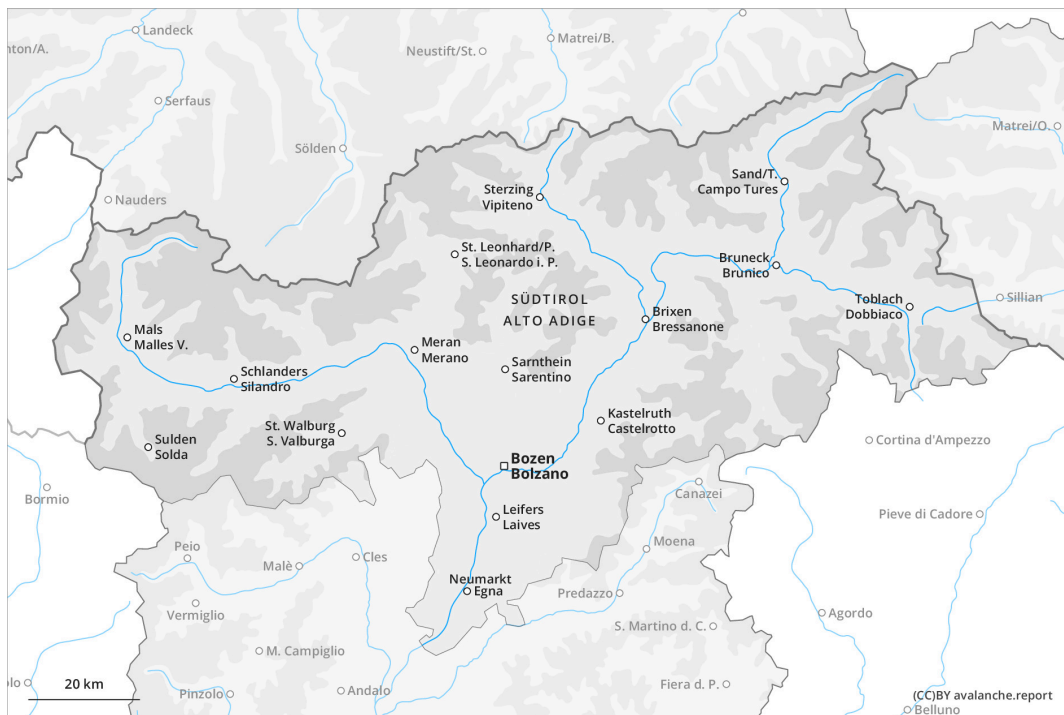 Landeck
nton/A.
Neustift/St.
Matrei/B.
Serfaus
Matrei/O.
Sölden
Nauders
Sterzing
Vipiteno
Sand/T.
Campo Tures
St. Leonhard/P.
S. Leonardo i. P.
Bruneck
Brunico
SÜDTIROL
ALTO ADIGE
Toblach
Dobbiaco
Sillian
Brixen
Bressanone
Mals
Malles V.
Meran
Merano
Sarnthein
Sarentino
Schlanders
Silandro
Kastelruth
Castelrotto
St. Walburg
S. Valburga
Sulden
Solda
Cortina d'Ampezzo
Bozen
Bolzano
Bormio
Canazei
Leifers
Laives
Pieve di Cadore
Moena
Peio
Malè
Cles
Neumarkt
Egna
Predazzo
Vermiglio
Agordo
S. Martino d. C.
M. Campiglio
20 km
olo
Pinzolo
Andalo
Fiera d. P.
(CC)BY avalanche.report
Belluno